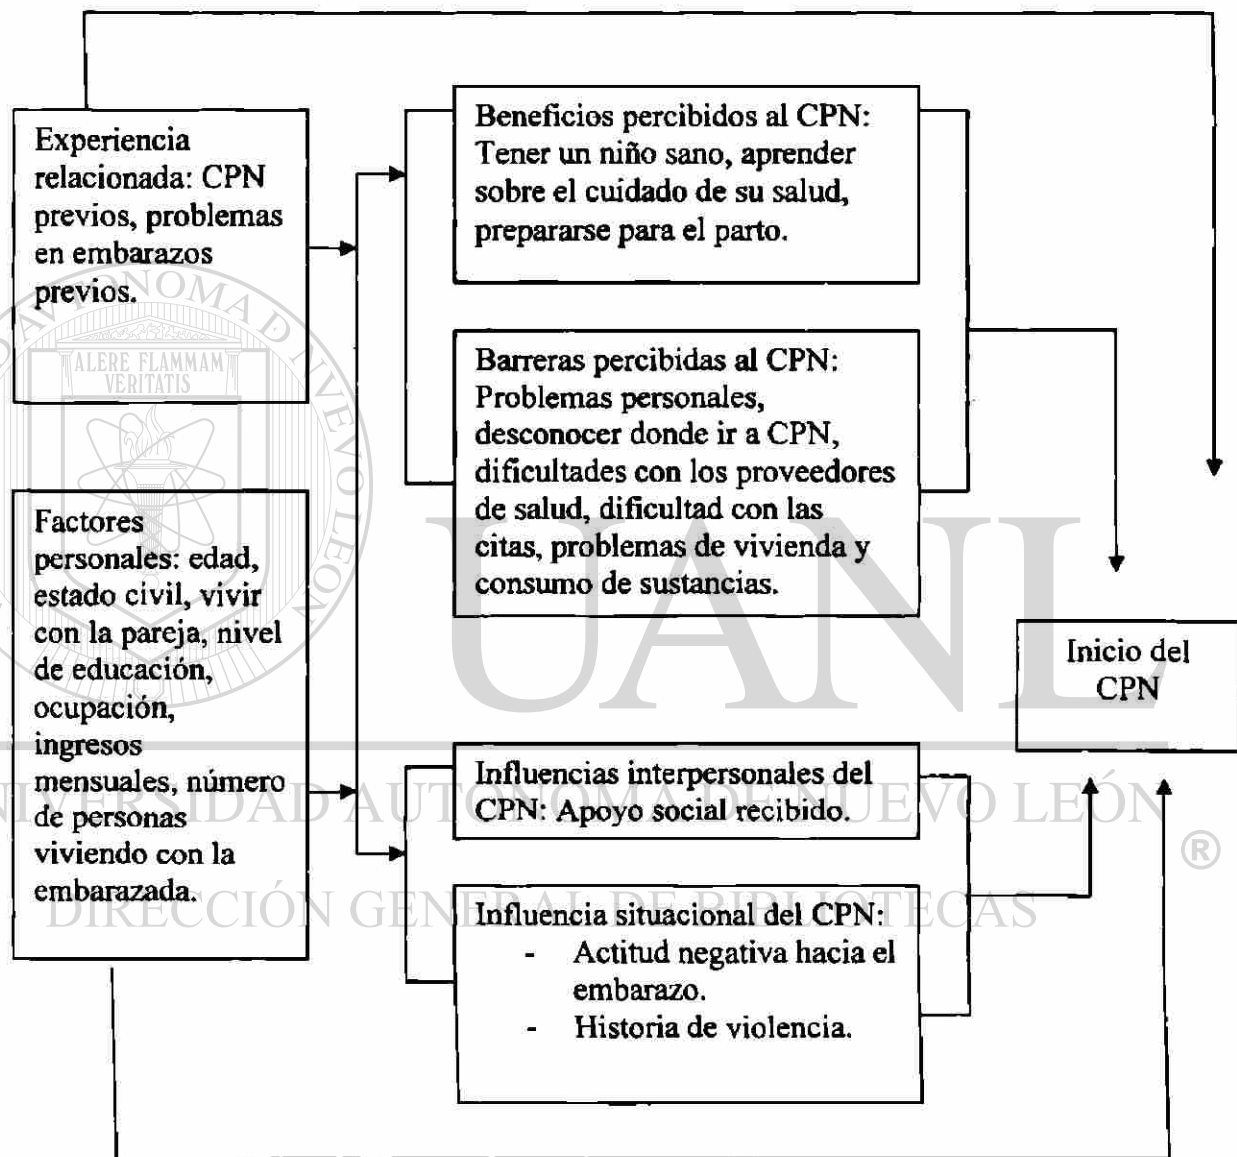 Experiencia
relacionada: CPN
previos, problemas
en embarazos
previos.
Factores
personales: edad,
estado civil, vivir
con la pareja, nivel
de educación,
ocupación,
ingresos
mensuales, número
de personas
viviendo con la
embarazada.
Beneficios percibidos al CPN:
Tener un niño sano, aprender
sobre el cuidado de su salud,
prepararse para el parto.
Barreras percibidas al CPN:
Problemas personales,
desconocer donde ir a CPN,
dificultades con los proveedores
de salud, dificultad con las
citas, problemas de vivienda y
consumo de sustancias.
Influencias interpersonales del
CPN: Apoyo social recibido.
Influencia situacional del CPN:
- Actitud negativa hacia el
embarazo.
- Historia de violencia.
Inicio del
CPN
ALERE FLAMMAM
VERITATIS
UANL
UNIVERSIDAD AUTÓNOMA DE NUEVO LEÓN
®
DIRECCIÓN GENERAL DE BIBLIOTECAS